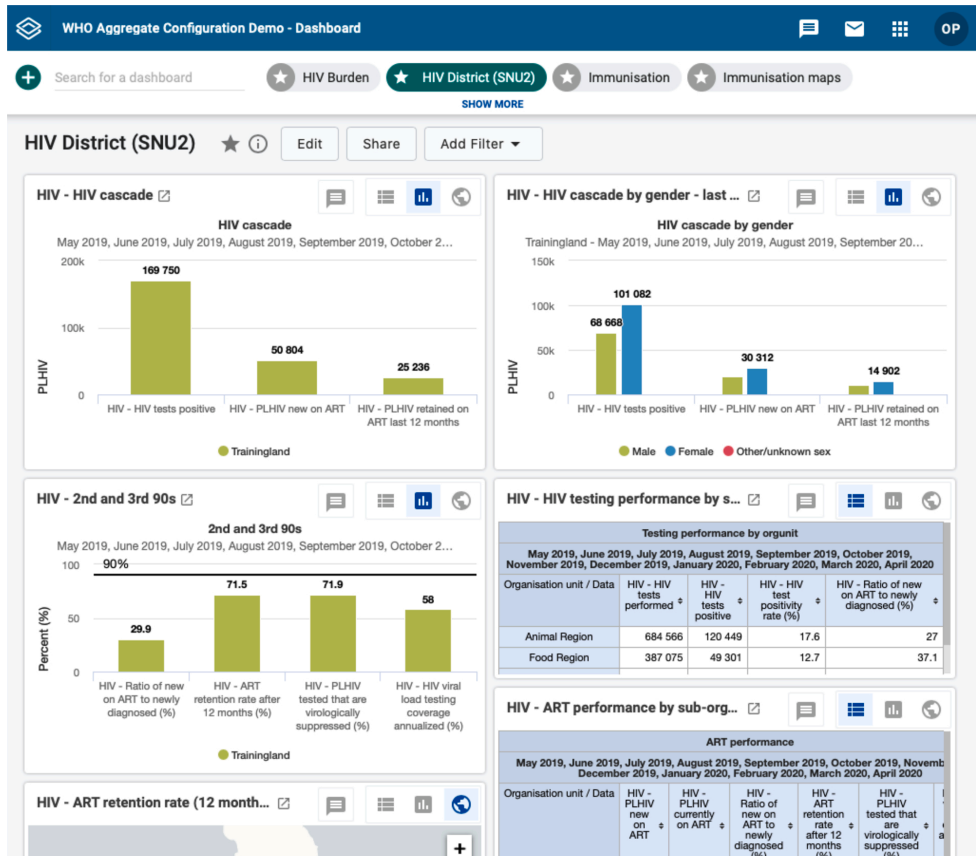 WHO Aggregate Configuration Demo - Dashboard
OP
Search for a dashboard
HIV Burden
HIV District (SNU2)
Immunisation
Immunisation maps
SHOW MORE
HIV District (SNU2)
Edit
Share
Add Filter
HIV - HIV cascade
HIV cascade
May 2019, June 2019, July 2019, August 2019, September 2019, October 2...
200k
100k
0
PLHIV
169 750
50 804
25 236
HIV - HIV tests positive
HIV - PLHIV new on ART
HIV - PLHIV retained on
ART last 12 months
Trainingland
HIV - HIV cascade by gender - last ...
HIV cascade by gender
Trainingland - May 2019, June 2019, July 2019, August 2019, September 20...
150k
100k
50k
0
PLHIV
68 668
101 082
30 312
14 902
HIV - HIV tests positive
HIV - PLHIV new on ART
HIV - PLHIV retained on
ART last 12 months
Male
Female
Other/unknown sex
HIV - 2nd and 3rd 90s
2nd and 3rd 90s
May 2019, June 2019, July 2019, August 2019, September 2019, October 2...
100
50
0
Percent (%)
90%
29.9
71.5
71.9
58
HIV - Ratio of new
on ART to newly
diagnosed (%)
HIV - ART
retention rate after
12 months (%)
HIV - PLHIV
tested that are
virologically
suppressed (%)
HIV - HIV viral
load testing
coverage
annualized (%)
Trainingland
HIV - HIV testing performance by s...
Testing performance by orgunit
May 2019, June 2019, July 2019, August 2019, September 2019, October 2019,
November 2019, December 2019, January 2020, February 2020, March 2020, April 2020
Organisation unit / Data
HIV - HIV
tests
performed
HIV -
HIV
tests
positive
HIV - HIV
test
positivity
rate (%)
HIV - Ratio of new
on ART to newly
diagnosed (%)
Animal Region 684 566 120 449 17.6 27
Food Region 387 075 49 301 12.7 37.1
HIV - ART performance by sub-org...
ART performance
May 2019, June 2019, July 2019, August 2019, September 2019, October 2019, Novemb
December 2019, January 2020, February 2020, March 2020, April 2020
Organisation unit / Data
HIV -
PLHIV
new
on
ART
HIV -
PLHIV
currently
on ART
HIV -
Ratio of
new on
ART to
newly
diagnosed
(%)
HIV -
ART
retention
rate
after 12
months
(%)
HIV -
PLHIV
tested that
are
virologically
suppressed
(%)
HIV - ART retention rate (12 month...
+